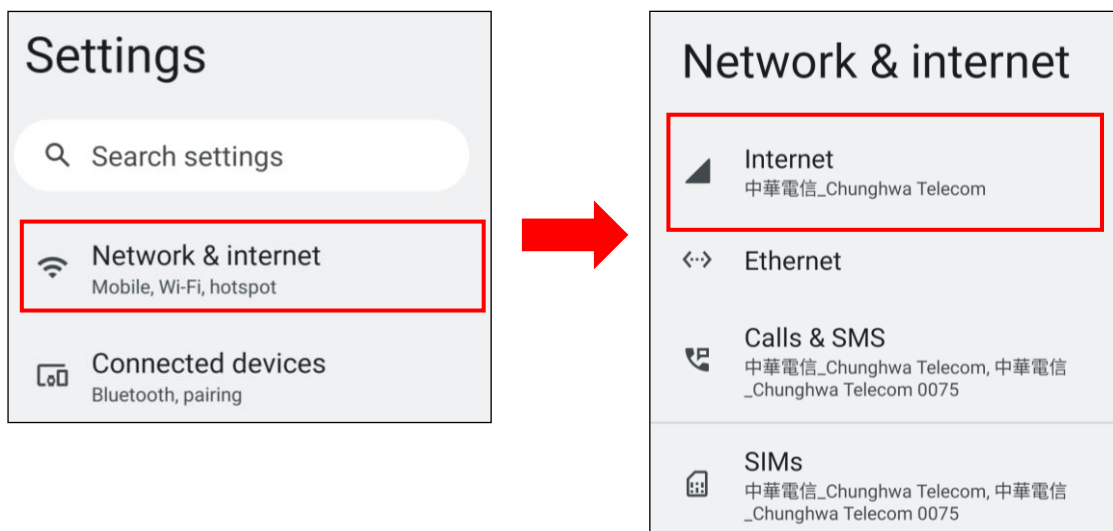 Settings
Search settings
Network & internet
Mobile, Wi-Fi, hotspot
Connected devices
Bluetooth, pairing
Network & internet
Internet
中華電信_Chunghwa Telecom
Ethernet
Calls & SMS
中華電信_Chunghwa Telecom, 中華電信
_Chunghwa Telecom 0075
SIMs
中華電信_Chunghwa Telecom, 中華電信
_Chunghwa Telecom 0075